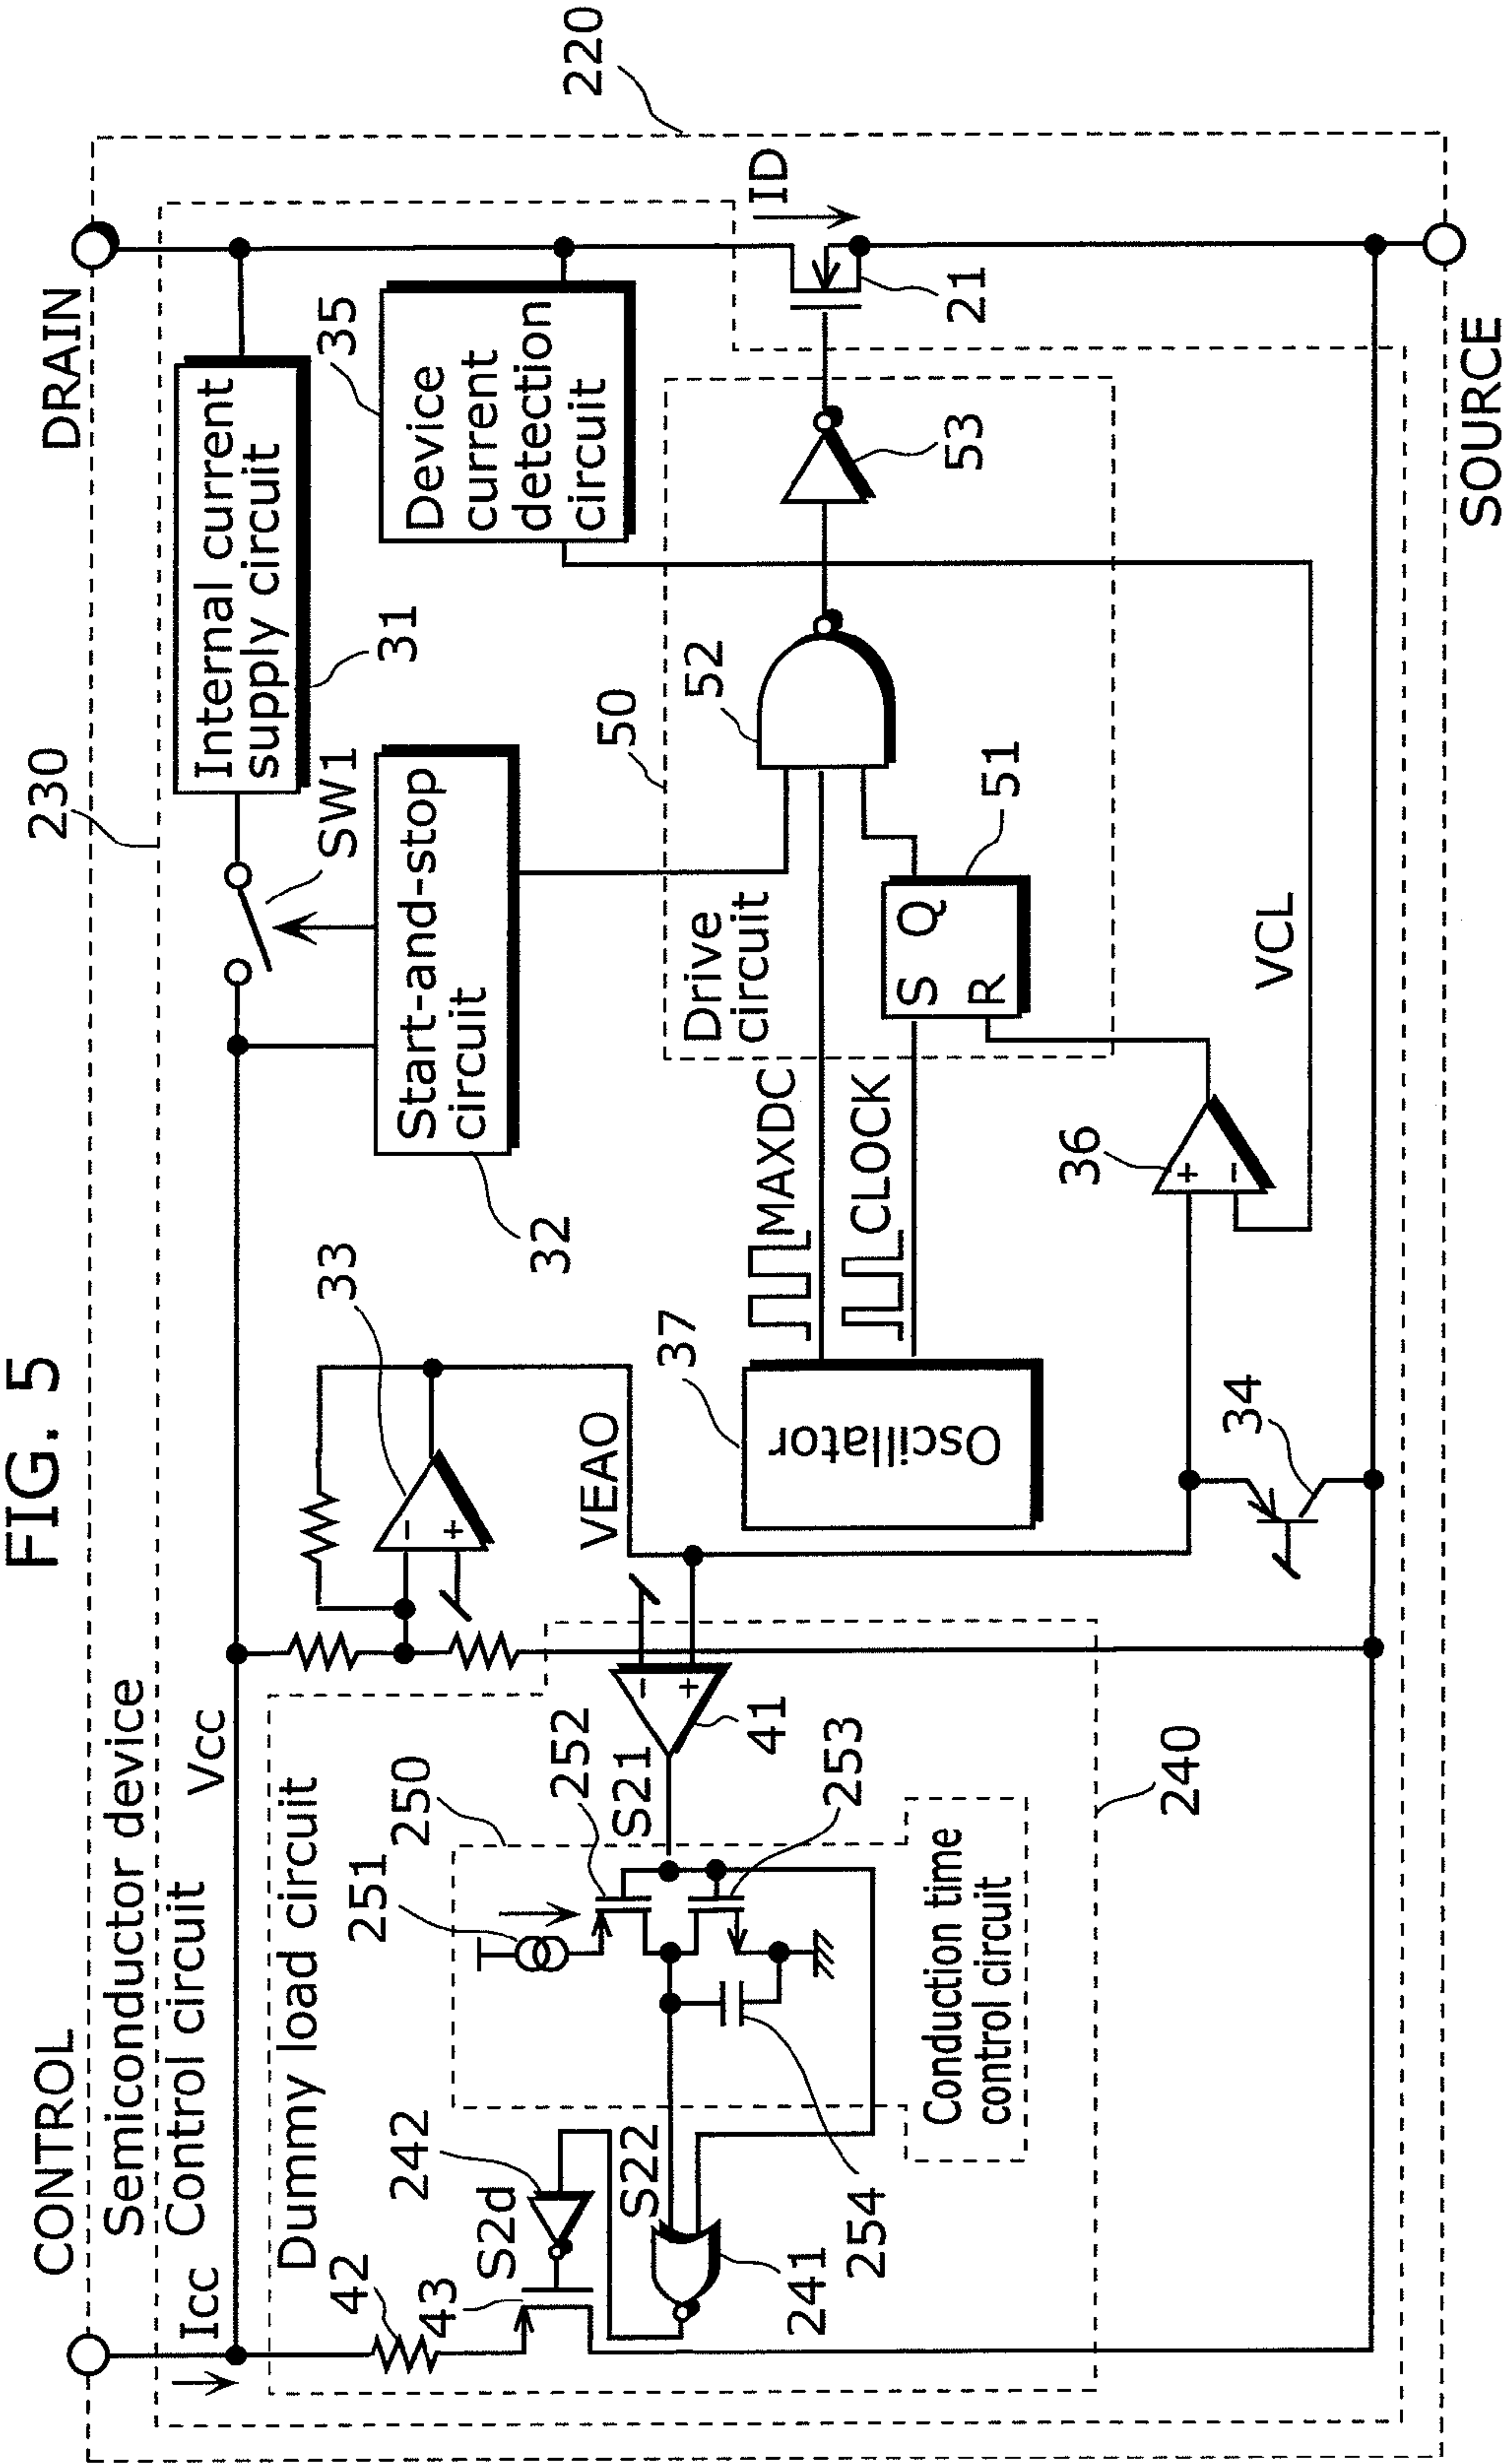 FIG. 5
220
230
CONTROL
DRAIN
Semiconductor device
Control circuit
Icc
Vcc
Internal current
supply circuit
31
SW1
Start-and-stop
circuit
32
33
Device
current
detection
circuit
35
Dummy load circuit
42
43
S2d
242
241
S22
254
250
251
252
253
S21
41
-
+
Conduction time
control circuit
240
-
+
VEAO
37
Oscillator
MAXDC
CLOCK
Drive
circuit
50
51
S
Q
R
52
53
ID
21
34
36
+
-
VCL
SOURCE